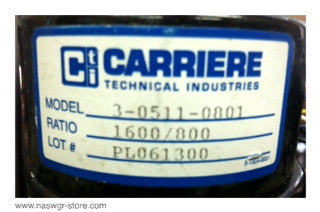 Cti CARRIERE
TECHNICAL INDUSTRIES
MODEL 3-0511-0801
RATIO 1600/800
LOT # PL061300
www.naswgr-store.com